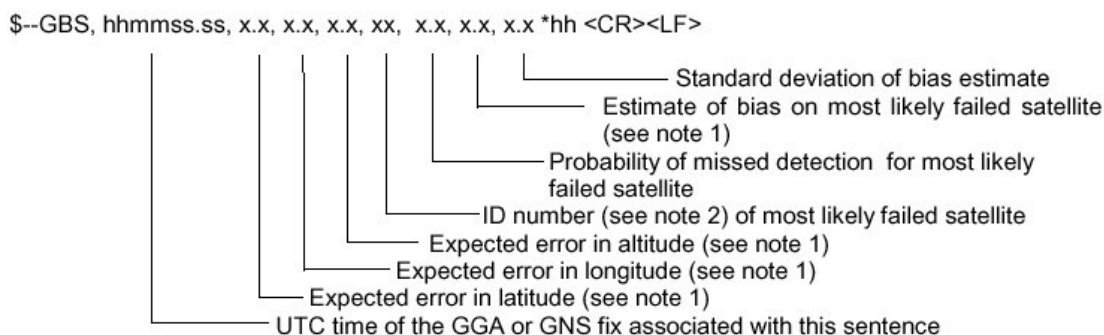 $--GBS, hhmmss.ss, x.x, x.x, x.x, xx, x.x, x.x, x.x *hh <CR><LF>
Standard deviation of bias estimate
Estimate of bias on most likely failed satellite
(see note 1)
Probability of missed detection for most likely
failed satellite
ID number (see note 2) of most likely failed satellite
Expected error in altitude (see note 1)
Expected error in longitude (see note 1)
Expected error in latitude (see note 1)
UTC time of the GGA or GNS fix associated with this sentence